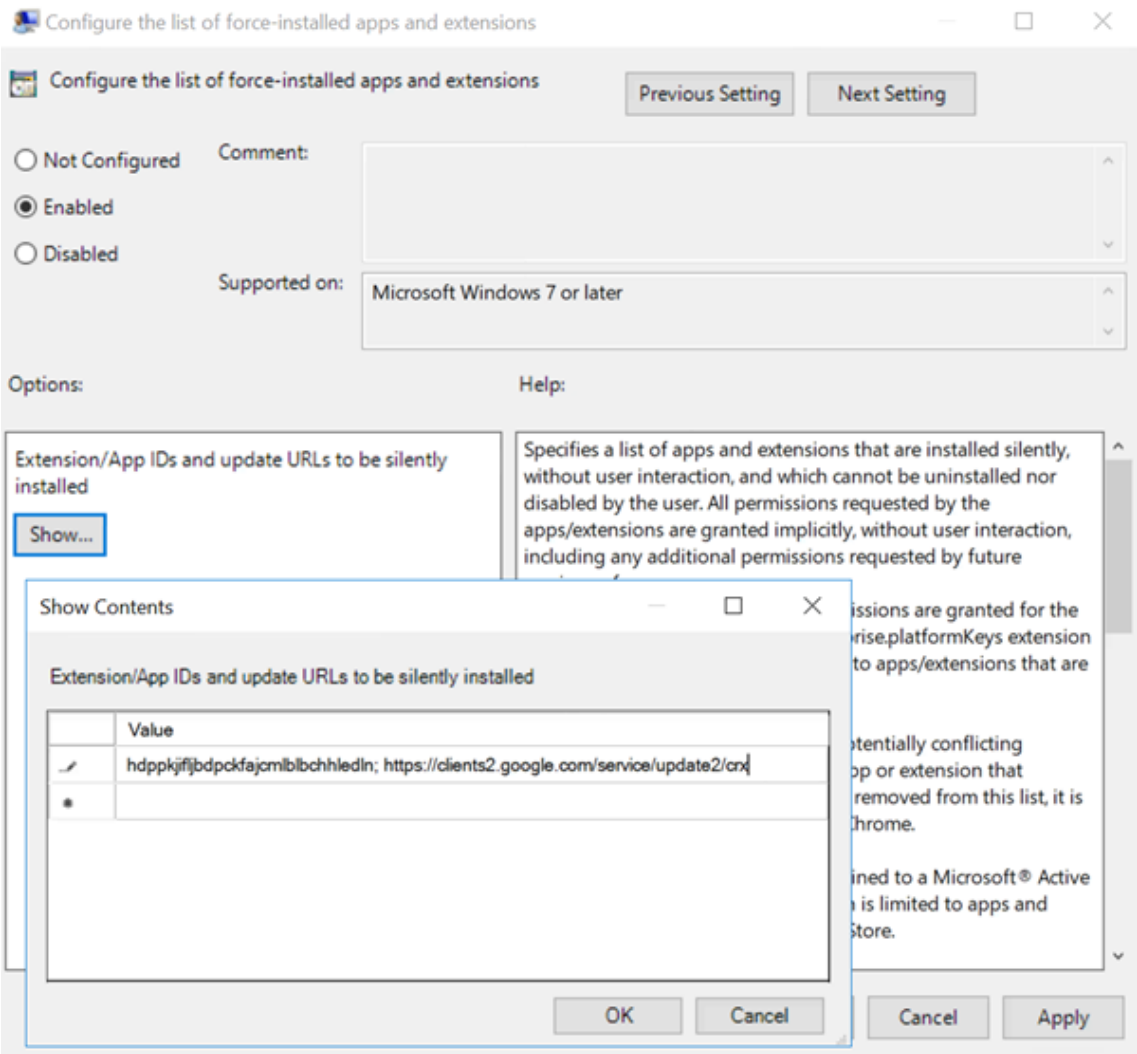 Configure the list of force-installed apps and extensions
Configure the list of force-installed apps and extensions
Previous Setting
Next Setting
Not Configured
Comment:
Enabled
Disabled
Supported on:
Microsoft Windows 7 or later
Options:
Help:
Extension/App IDs and update URLs to be silently
installed
Show...
Specifies a list of apps and extensions that are installed silently,
without user interaction, and which cannot be uninstalled nor
disabled by the user. All permissions requested by the
apps/extensions are granted implicitly, without user interaction,
including any additional permissions requested by future
issions are granted for the
rise.platformKeys extension
to apps/extensions that are
otentially conflicting
pp or extension that
removed from this list, it is
Chrome.
ined to a Microsoft® Active
is limited to apps and
Store.
Show Contents
Extension/App IDs and update URLs to be silently installed
Value
hdppkjifljbdpckfajcmlblbchhledln; https://clients2.google.com/service/update2/crx
OK
Cancel
Cancel
Apply